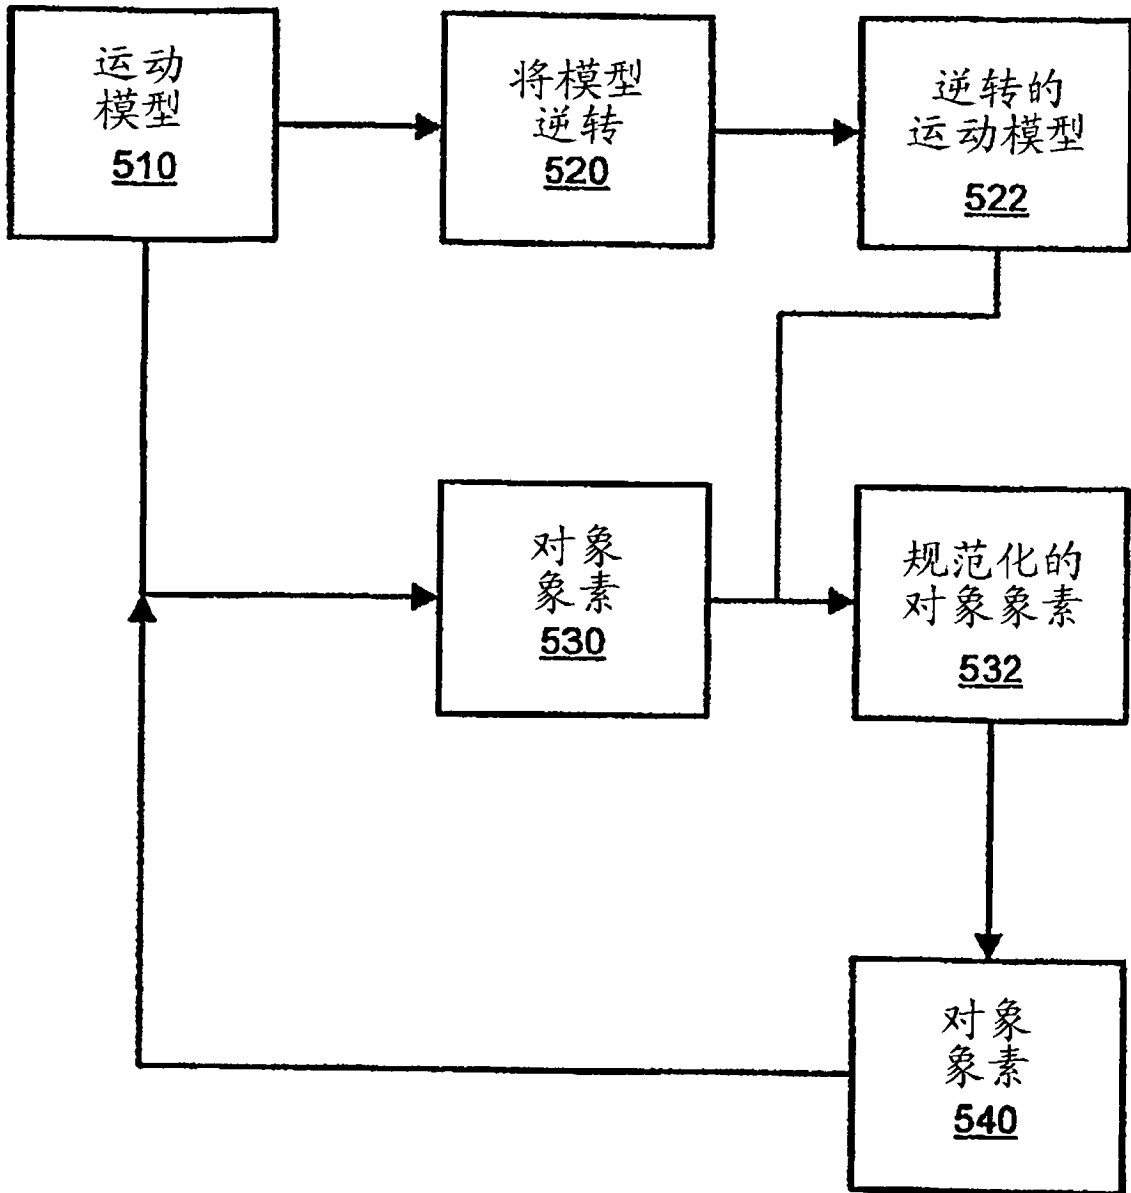 运动
模型
510
将模型
逆转
520
逆转的
运动模型
522
对象
象素
530
规范化的
对象象素
532
对象
象素
540